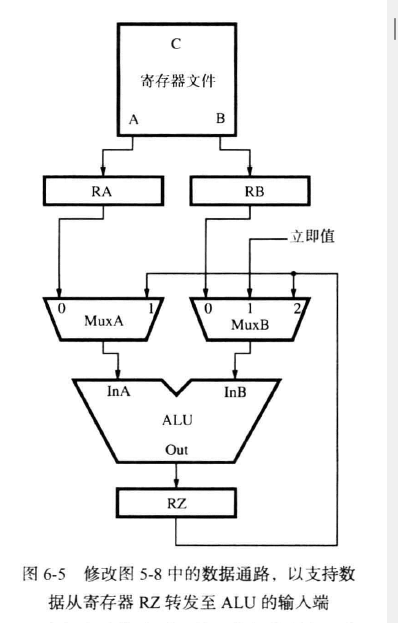 C
寄存器文件
A
B
RA
RB
立即值
0
1
MuxA
0
1
2
MuxB
InA
InB
ALU
Out
RZ
图 6-5 修改图 5-8 中的数据通路，以支持数
据从寄存器 RZ 转发至 ALU 的输入端